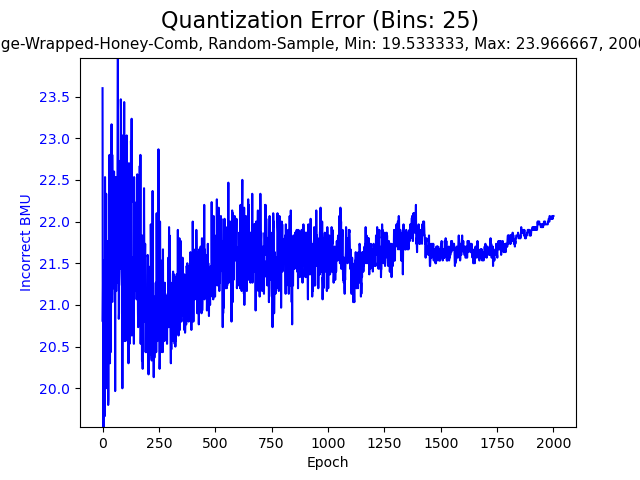 Quantization Error (Bins: 25)
ge-Wrapped-Honey-Comb, Random-Sample, Min: 19.533333, Max: 23.966667, 200
23.5
23.0
22.5
22.0
21.5
21.0
20.5
20.0
Incorrect BMU
0 250 500 750 1000 1250 1500 1750 2000
Epoch